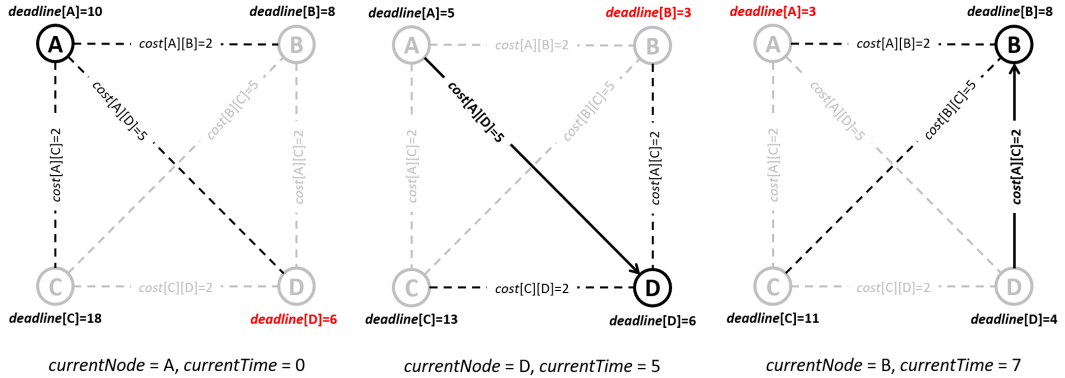 deadline[A]=10
deadline[B]=8
A
B
cost[A][B]=2
cost[A][D]=5
cost[B][C]=5
cost[A][C]=2
cost[A][C]=2
C
D
cost[C][D]=2
deadline[C]=18
deadline[D]=6
currentNode = A, currentTime = 0
deadline[A]=5
deadline[B]=3
A
B
cost[A][B]=2
cost[A][D]=5
cost[B][C]=5
cost[A][C]=2
cost[A][C]=2
C
D
cost[C][D]=2
deadline[C]=13
deadline[D]=6
currentNode = D, currentTime = 5
deadline[A]=3
deadline[B]=8
A
B
cost[A][B]=2
cost[A][D]=5
cost[B][C]=5
cost[A][C]=2
cost[A][C]=2
C
D
cost[C][D]=2
deadline[C]=11
deadline[D]=4
currentNode = B, currentTime = 7